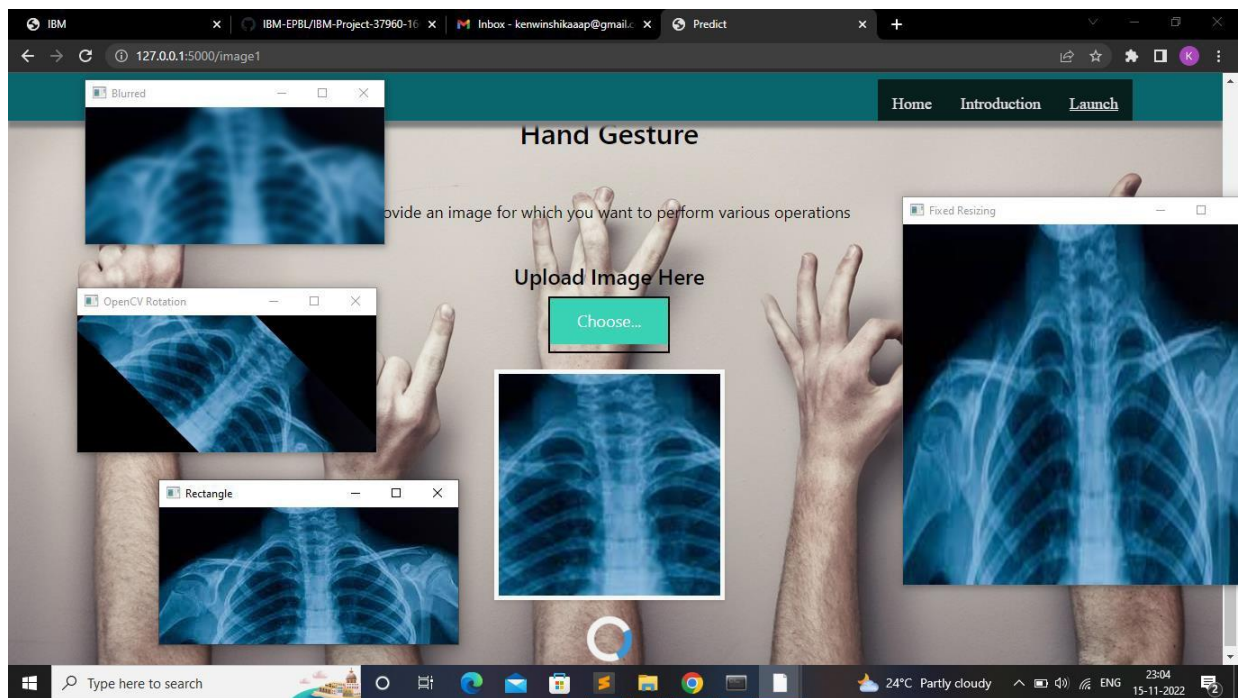 IBM
IBM-EPBL/IBM-Project-37960-16
Inbox - kenwinshikaaap@gmail.c
Predict
127.0.0.1:5000/image1
K
Home Introduction Launch
Blurred
Hand Gesture
ovide an image for which you want to perform various operations
Fixed Resizing
Upload Image Here
Choose...
OpenCV Rotation
Rectangle
Type here to search
24°C Partly cloudy
ENG
23:04
15-11-2022
2